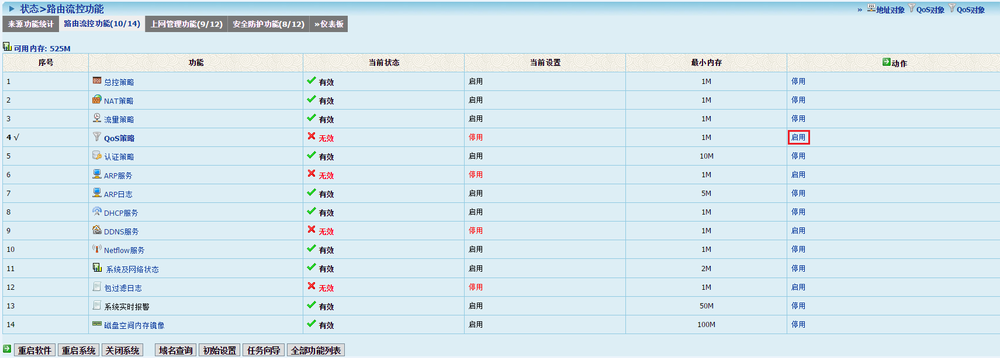 状态>路由流控功能
» 地址对象 QoS对象 QoS对象
来源功能统计 路由流控功能(10/14) 上网管理功能(9/12) 安全防护功能(8/12) »仪表板
可用内存: 525M
序号 功能 当前状态 当前设置 最小内存 动作
1 总控策略 有效 启用 1M 停用
2 NAT策略 有效 启用 1M 停用
3 流量策略 有效 启用 1M 停用
4 √ QoS策略 无效 停用 1M 启用
5 认证策略 有效 启用 10M 停用
6 ARP服务 无效 停用 1M 启用
7 ARP日志 有效 启用 5M 停用
8 DHCP服务 有效 启用 1M 停用
9 DDNS服务 无效 停用 1M 启用
10 Netflow服务 有效 启用 1M 停用
11 系统及网络状态 有效 启用 2M 停用
12 包过滤日志 无效 停用 1M 启用
13 系统实时报警 有效 启用 50M 停用
14 磁盘空间内存镜像 有效 启用 100M 停用
重启软件 重启系统 关闭系统 域名查询 初始设置 任务向导 全部功能列表